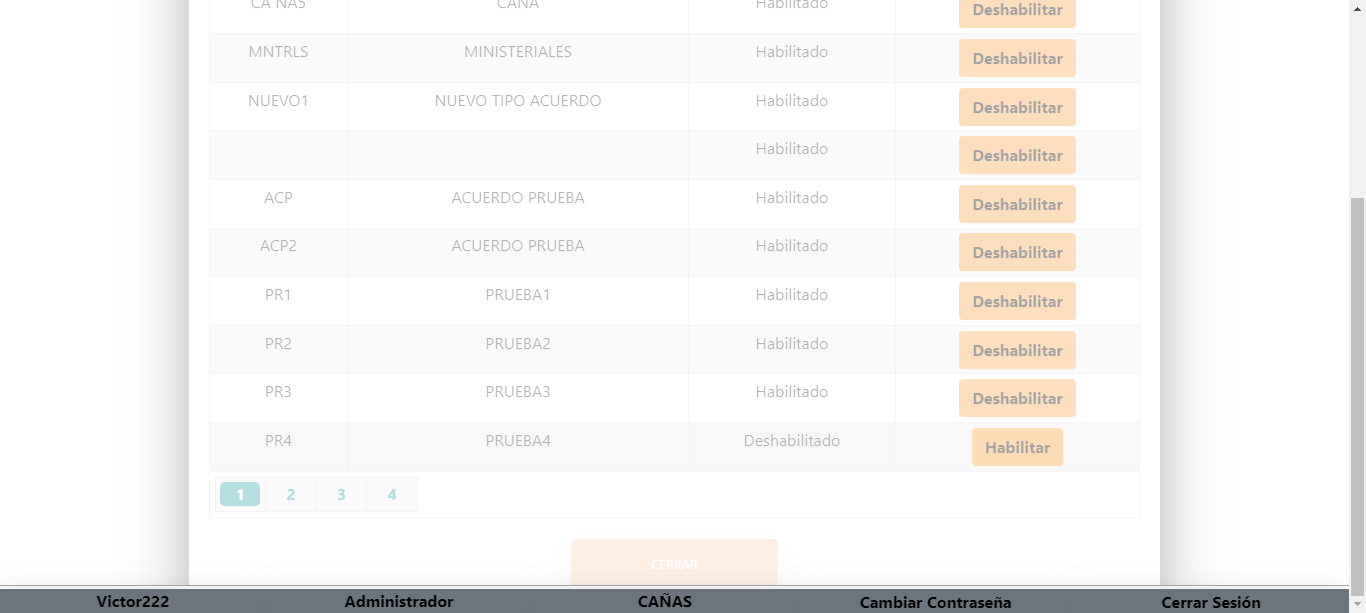 CA NA5 CAÑA Habilitado Deshabilitar
MNTRLS MINISTERIALES Habilitado Deshabilitar
NUEVO1 NUEVO TIPO ACUERDO Habilitado Deshabilitar
Habilitado Deshabilitar
ACP ACUERDO PRUEBA Habilitado Deshabilitar
ACP2 ACUERDO PRUEBA Habilitado Deshabilitar
PR1 PRUEBA1 Habilitado Deshabilitar
PR2 PRUEBA2 Habilitado Deshabilitar
PR3 PRUEBA3 Habilitado Deshabilitar
PR4 PRUEBA4 Deshabilitado Habilitar
1 2 3 4
CERRAR
Victor222 Administrador CAÑAS Cambiar Contraseña Cerrar Sesión